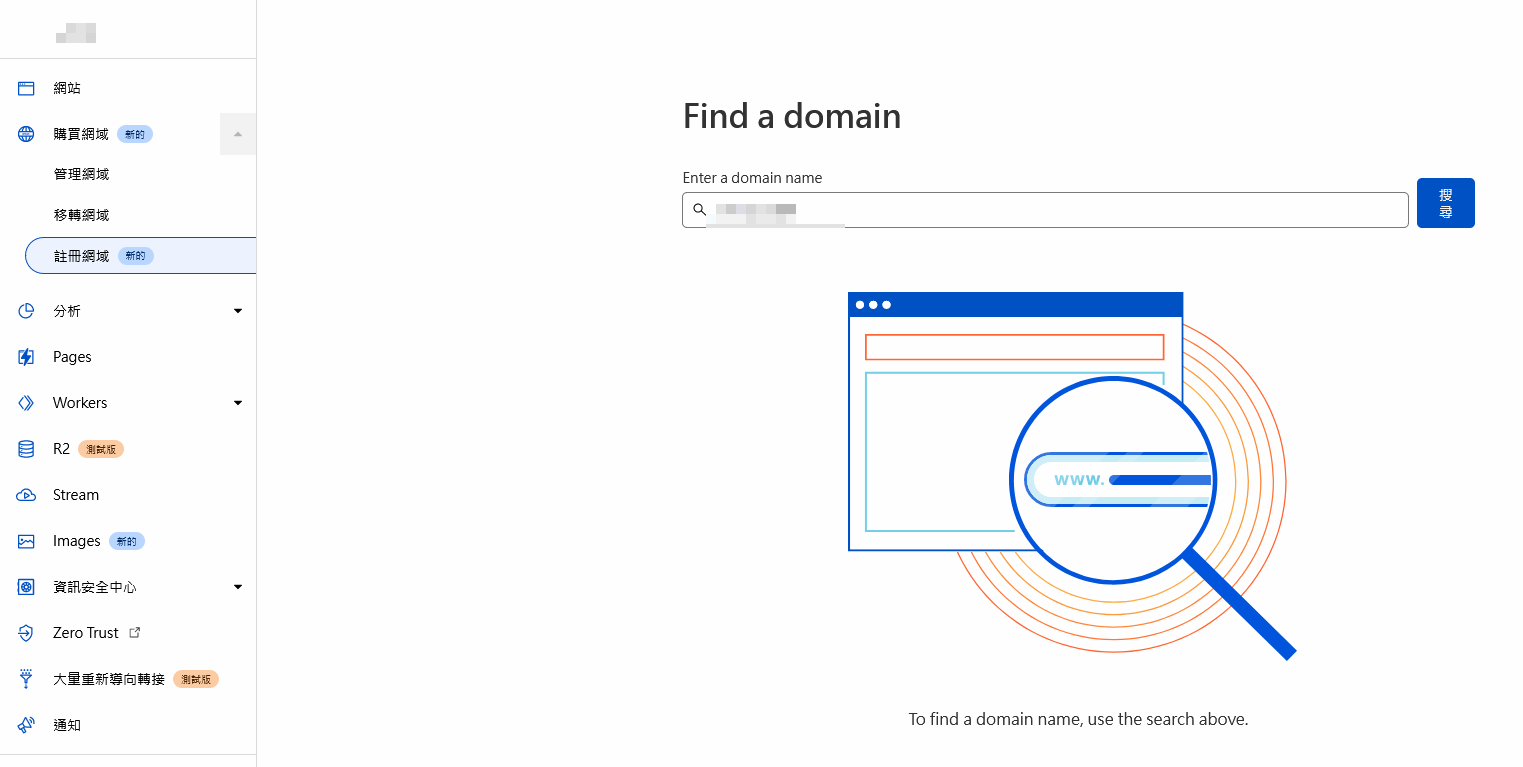 網站
購買網域 新的
管理網域
移轉網域
註冊網域 新的
分析
Pages
Workers
R2 測試版
Stream
Images 新的
資訊安全中心
Zero Trust
大量重新導向轉接 測試版
通知
Find a domain
Enter a domain name
搜
尋
www.
To find a domain name, use the search above.